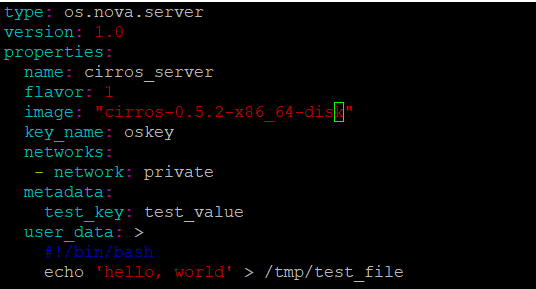 type: os.nova.server
version: 1.0
properties:
  name: cirros_server
  flavor: 1
  image: "cirros-0.5.2-x86_64-disk"
  key_name: oskey
  networks:
   - network: private
  metadata:
    test_key: test_value
  user_data: >
    #!/bin/bash
    echo 'hello, world' > /tmp/test_file